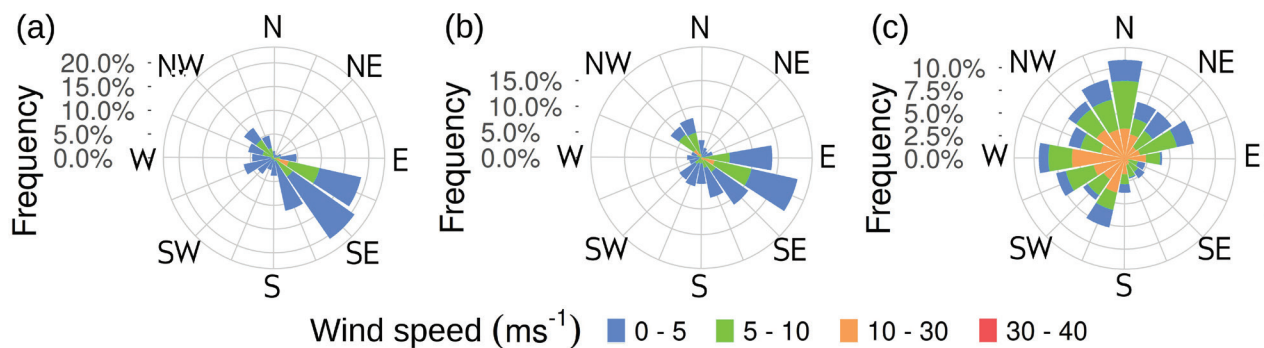 (a)
N
NE
E
SE
S
SW
W
NW
20.0%
15.0%
10.0%
5.0%
0.0%
Frequency
(b)
N
NE
E
SE
S
SW
W
NW
15.0%
10.0%
5.0%
0.0%
Frequency
(c)
N
NE
E
SE
S
SW
W
NW
10.0%
7.5%
5.0%
2.5%
0.0%
Frequency
Wind speed (ms⁻¹) 0 - 5 5 - 10 10 - 30 30 - 40